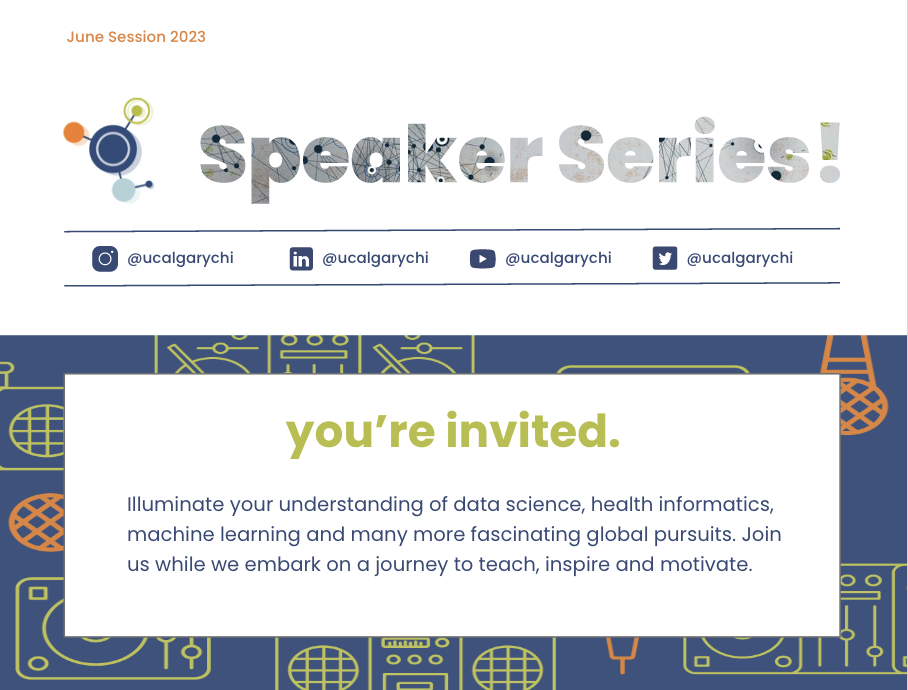 June Session 2023
Speaker Series!
@ucalgarychi @ucalgarychi @ucalgarychi @ucalgarychi
you’re invited.
Illuminate your understanding of data science, health informatics,
machine learning and many more fascinating global pursuits. Join
us while we embark on a journey to teach, inspire and motivate.